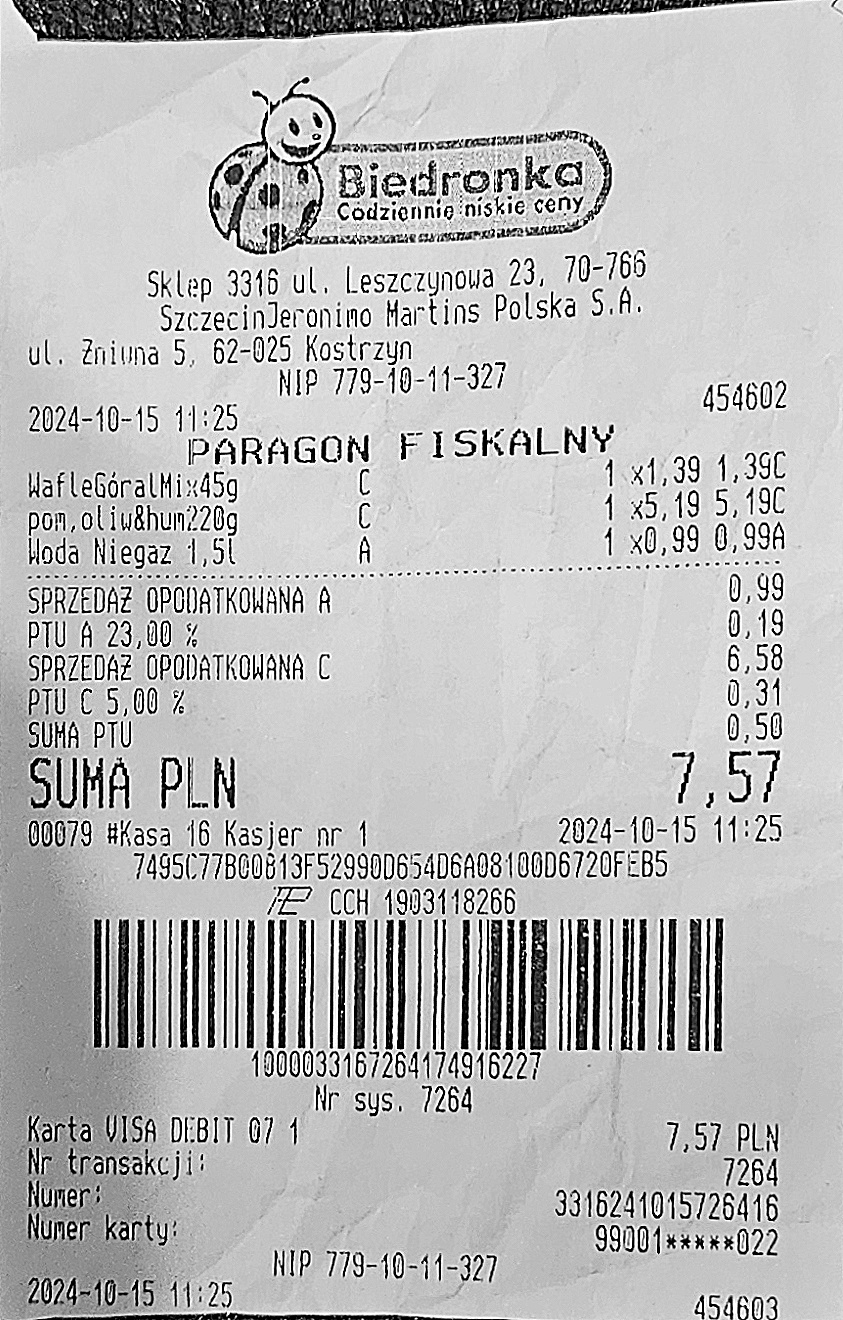 Biedronka
Codziennie niskie ceny
Sklep 3316 ul. Leszczynowa 23, 70-766
SzczecinJeronimo Martins Polska S.A.
ul. Żniwna 5, 62-025 Kostrzyn
NIP 779-10-11-327
2024-10-15 11:25 454602
PARAGON FISKALNY
WafleGóralMix45g C 1 x1,39 1,39C
pom,oliw&hum220g C 1 x5,19 5,19C
Woda Niegaz 1,5l A 1 x0,99 0,99A
SPRZEDAŻ OPODATKOWANA A 0,99
PTU A 23,00 % 0,19
SPRZEDAŻ OPODATKOWANA C 6,58
PTU C 5,00 % 0,31
SUMA PTU 0,50
SUMA PLN 7,57
00079 #Kasa 16 Kasjer nr 1 2024-10-15 11:25
7495C77B00813F52990D654D6A08100D6720FEB5
CCH 1903118266
1000033167264174916227
Nr sys. 7264
Karta VISA DEBIT 07 1 7,57 PLN
Nr transakcji: 7264
Numer: 3316241015726416
Numer karty: 99001*****022
NIP 779-10-11-327
2024-10-15 11:25 454603